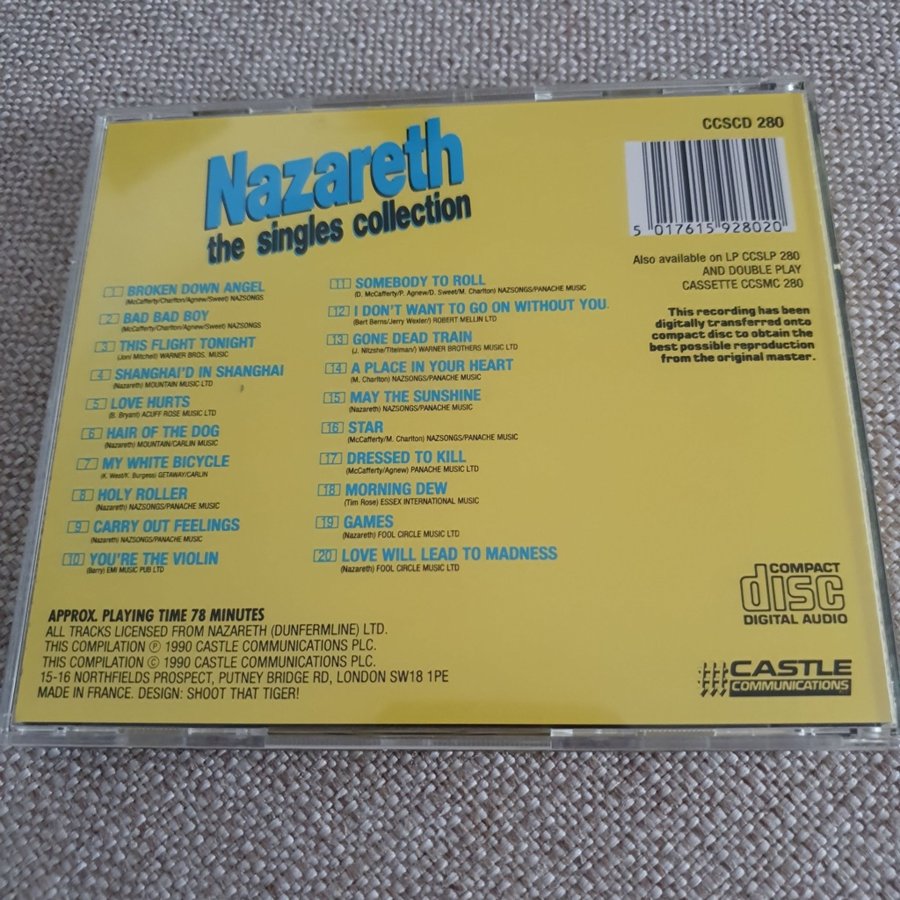 CCSCD 280
5 017615 928020
Nazareth
the singles collection
Also available on LP CCSLP 280
AND DOUBLE PLAY
CASSETTE CCSMC 280
This recording has been
digitally transferred onto
compact disc to obtain the
best possible reproduction
from the original master.
1 BROKEN DOWN ANGEL
(McCafferty/Charlton/Agnew/Sweet) NAZSONGS
2 BAD BAD BOY
(McCafferty/Charlton/Agnew/Sweet) NAZSONGS
3 THIS FLIGHT TONIGHT
(Joni Mitchell) WARNER BROS. MUSIC
4 SHANGHAI'D IN SHANGHAI
(Nazareth) MOUNTAIN MUSIC LTD
5 LOVE HURTS
(B. Bryant) ACUFF ROSE MUSIC LTD
6 HAIR OF THE DOG
(Nazareth) MOUNTAIN/CARLIN MUSIC
7 MY WHITE BICYCLE
(K. West/K. Burgess) GETAWAY/CARLIN
8 HOLY ROLLER
(Nazareth) NAZSONGS/PANACHE MUSIC
9 CARRY OUT FEELINGS
(Nazareth) NAZSONGS/PANACHE MUSIC
10 YOU'RE THE VIOLIN
(Barry) EMI MUSIC PUB LTD
11 SOMEBODY TO ROLL
(D. McCafferty/P. Agnew/D. Sweet/M. Charlton) NAZSONGS/PANACHE MUSIC
12 I DON'T WANT TO GO ON WITHOUT YOU.
(Bert Berns/Jerry Wexler/) ROBERT MELLIN LTD
13 GONE DEAD TRAIN
(J. Nitzshe/Titelman/) WARNER BROTHERS MUSIC LTD
14 A PLACE IN YOUR HEART
(M. Charlton) NAZSONGS/PANACHE MUSIC
15 MAY THE SUNSHINE
(Nazareth) NAZSONGS/PANACHE MUSIC
16 STAR
(McCafferty/M. Charlton) NAZSONGS/PANACHE MUSIC
17 DRESSED TO KILL
(McCafferty/Agnew) PANACHE MUSIC LTD
18 MORNING DEW
(Tim Rose) ESSEX INTERNATIONAL MUSIC
19 GAMES
(Nazareth) FOOL CIRCLE MUSIC LTD
20 LOVE WILL LEAD TO MADNESS
(Nazareth) FOOL CIRCLE MUSIC LTD
APPROX. PLAYING TIME 78 MINUTES
ALL TRACKS LICENSED FROM NAZARETH (DUNFERMLINE) LTD.
THIS COMPILATION ℗ 1990 CASTLE COMMUNICATIONS PLC.
THIS COMPILATION © 1990 CASTLE COMMUNICATIONS PLC.
15-16 NORTHFIELDS PROSPECT, PUTNEY BRIDGE RD, LONDON SW18 1PE
MADE IN FRANCE. DESIGN: SHOOT THAT TIGER!
COMPACT
disc
DIGITAL AUDIO
CASTLE
COMMUNICATIONS